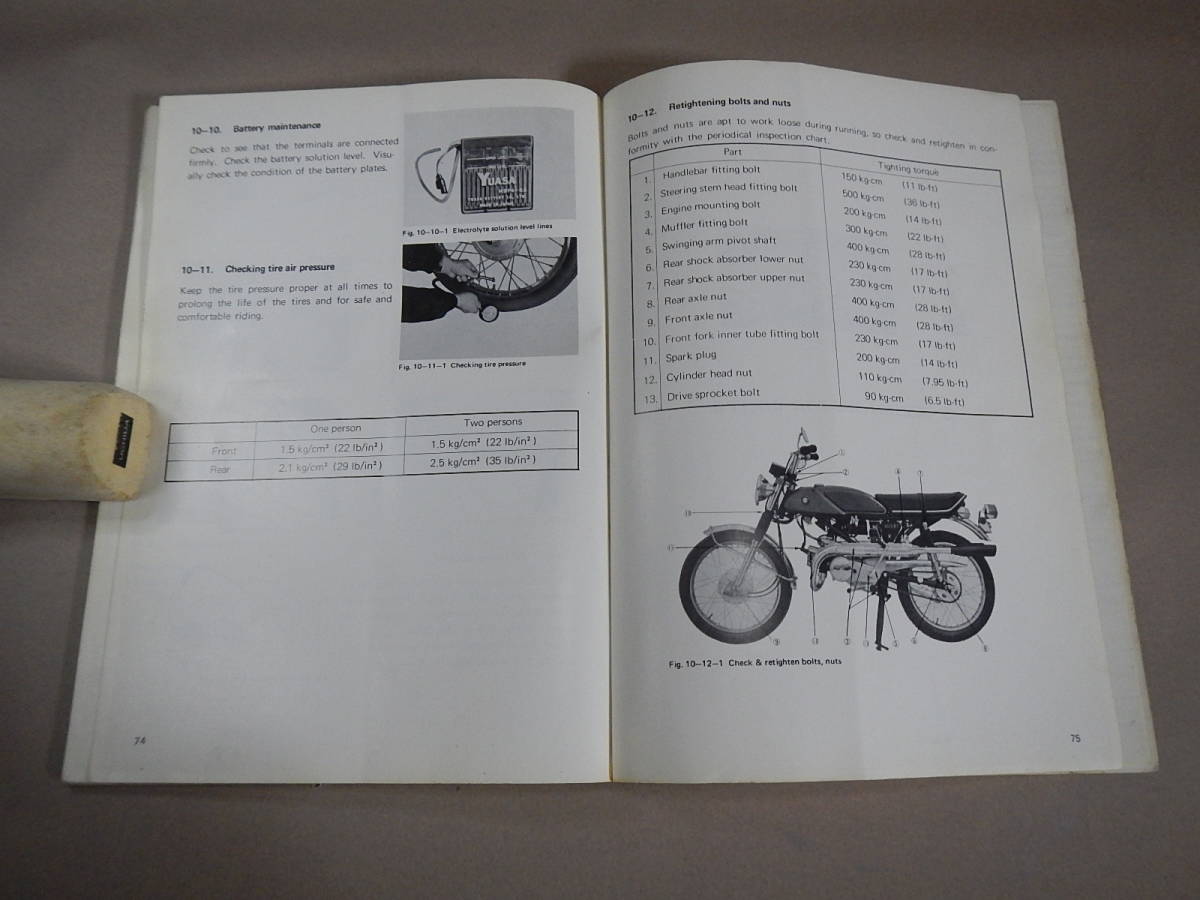 10–10. Battery maintenance
Check to see that the terminals are connected
firmly. Check the battery solution level. Visu-
ally check the condition of the battery plates.
YUASA
Fig. 10–10–1 Electrolyte solution level lines
10–11. Checking tire air pressure
Keep the tire pressure proper at all times to
prolong the life of the tires and for safe and
comfortable riding.
Fig. 10–11–1 Checking tire pressure
One person Two persons
Front 1.5 kg/cm² (22 lb/in²) 1.5 kg/cm² (22 lb/in²)
Rear 2.1 kg/cm² (29 lb/in²) 2.5 kg/cm² (35 lb/in²)
74
10–12. Retightening bolts and nuts
Bolts and nuts are apt to work loose during running, so check and retighten in con-
formity with the periodical inspection chart.
Part Tighting torque
1. Handlebar fitting bolt 150 kg-cm (11 lb-ft)
2. Steering stem head fitting bolt 500 kg-cm (36 lb-ft)
3. Engine mounting bolt 200 kg-cm (14 lb-ft)
4. Muffler fitting bolt 300 kg-cm (22 lb-ft)
5. Swinging arm pivot shaft 400 kg-cm (28 lb-ft)
6. Rear shock absorber lower nut 230 kg-cm (17 lb-ft)
7. Rear shock absorber upper nut 230 kg-cm (17 lb-ft)
8. Rear axle nut 400 kg-cm (28 lb-ft)
9. Front axle nut 400 kg-cm (28 lb-ft)
10. Front fork inner tube fitting bolt 230 kg-cm (17 lb-ft)
11. Spark plug 200 kg-cm (14 lb-ft)
12. Cylinder head nut 110 kg-cm (7.95 lb-ft)
13. Drive sprocket bolt 90 kg-cm (6.5 lb-ft)
Fig. 10–12–1 Check & retighten bolts, nuts
75